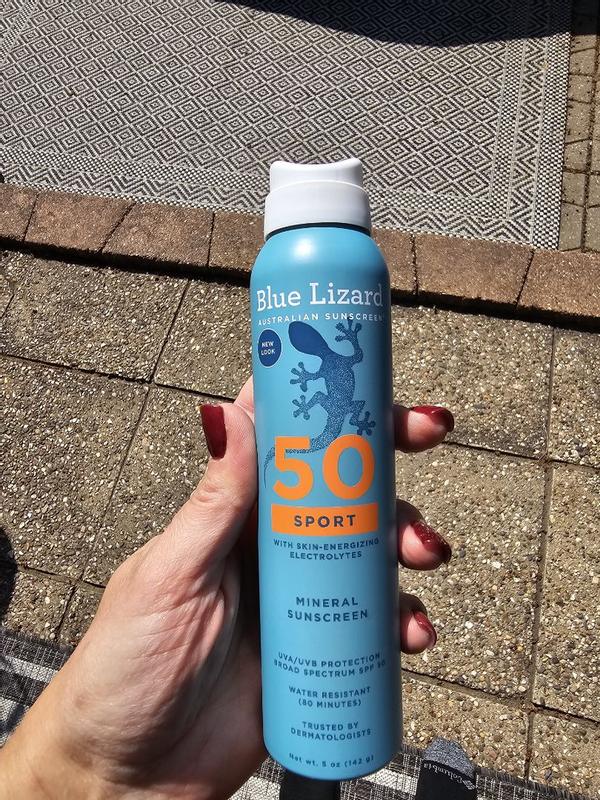 Blue Lizard
AUSTRALIAN SUNSCREEN
NEW
LOOK
50
SPORT
WITH SKIN-ENERGIZING
ELECTROLYTES
MINERAL
SUNSCREEN
UVA/UVB PROTECTION
BROAD SPECTRUM SPF 50
WATER RESISTANT
(80 MINUTES)
TRUSTED BY
DERMATOLOGISTS
Net wt. 5 oz (142 g)
Columbia